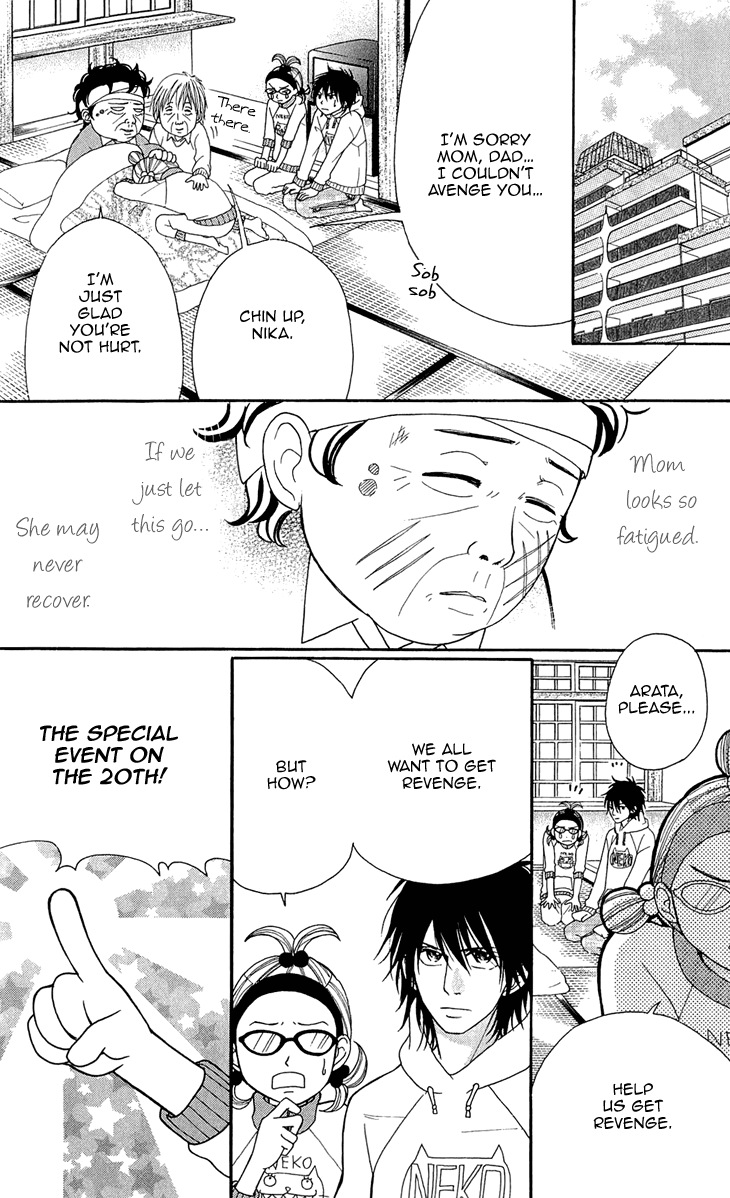 I'M SORRY
MOM, DAD...
I COULDN'T
AVENGE YOU...
Sob
sob
There
there.
CHIN UP,
NIKA.
I'M
JUST
GLAD
YOU'RE
NOT HURT.
Mom
looks so
fatigued.
If we
just let
this go...
She may
never
recover.
ARATA,
PLEASE...
NEKO
NEKO
HELP
US GET
REVENGE.
WE ALL
WANT TO GET
REVENGE.
BUT
HOW?
NEKO
NEKO
THE SPECIAL
EVENT ON
THE 20TH!